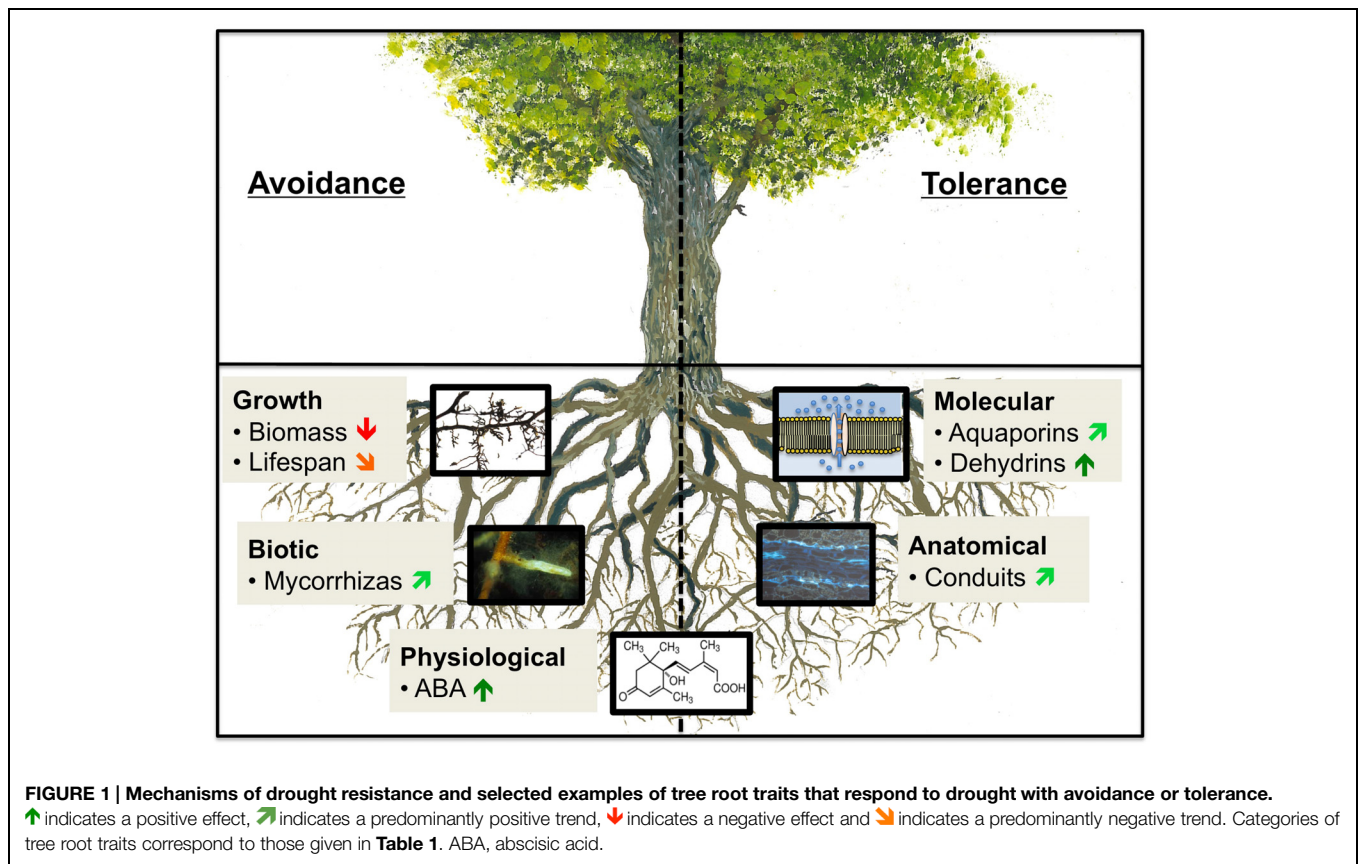 Avoidance
Tolerance
Growth
• Biomass
• Lifespan
Molecular
• Aquaporins
• Dehydrins
Biotic
• Mycorrhizas
Anatomical
• Conduits
Physiological
• ABA
CH₃ CH₃ CH₃
OH
O CH₃ COOH
FIGURE 1 | Mechanisms of drought resistance and selected examples of tree root traits that respond to drought with avoidance or tolerance.
↑ indicates a positive effect, ↗ indicates a predominantly positive trend, ↓ indicates a negative effect and ↘ indicates a predominantly negative trend. Categories of
tree root traits correspond to those given in Table 1. ABA, abscisic acid.